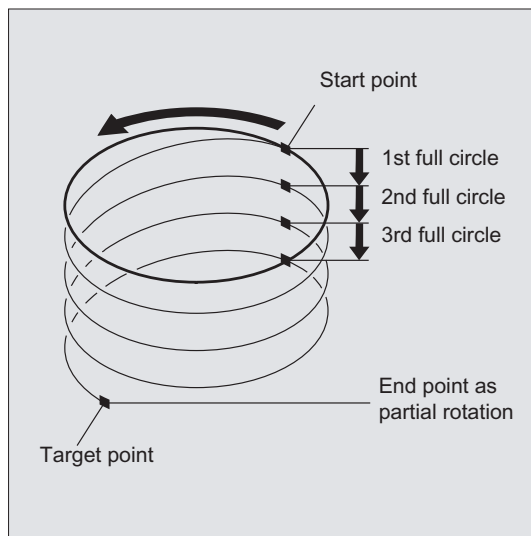 Start point
1st full circle
2nd full circle
3rd full circle
End point as
partial rotation
Target point